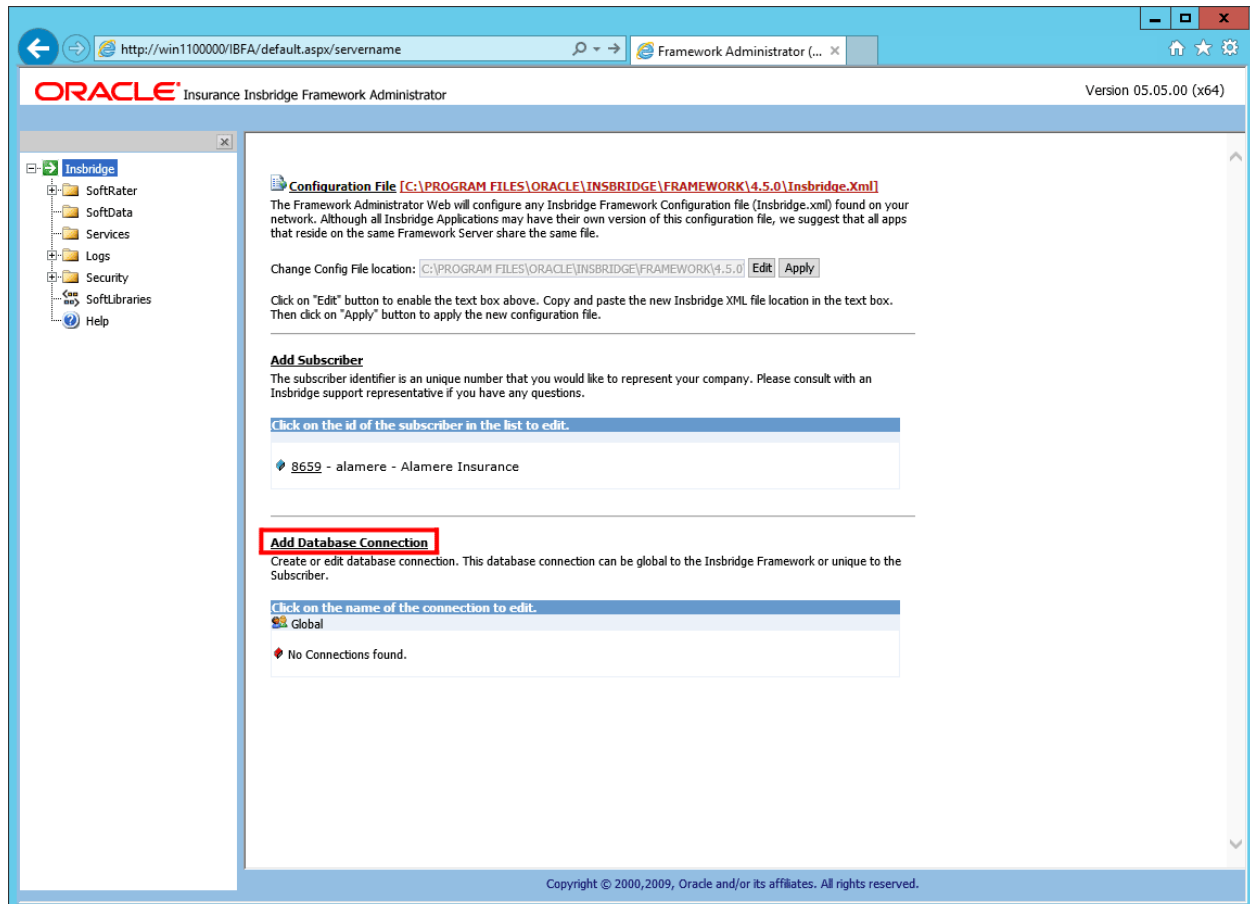 http://win1100000/IBFA/default.aspx/servername
Framework Administrator (...
ORACLE Insurance Insbridge Framework Administrator
Version 05.05.00 (x64)
Insbridge
SoftRater
SoftData
Services
Logs
Security
SoftLibraries
Help
Configuration File [C:\PROGRAM FILES\ORACLE\INSBRIDGE\FRAMEWORK\4.5.0\Insbridge.Xml]
The Framework Administrator Web will configure any Insbridge Framework Configuration file (Insbridge.xml) found on your
network. Although all Insbridge Applications may have their own version of this configuration file, we suggest that all apps
that reside on the same Framework Server share the same file.
Change Config File location: C:\PROGRAM FILES\ORACLE\INSBRIDGE\FRAMEWORK\4.5.0 Edit Apply
Click on "Edit" button to enable the text box above. Copy and paste the new Insbridge XML file location in the text box.
Then click on "Apply" button to apply the new configuration file.
Add Subscriber
The subscriber identifier is an unique number that you would like to represent your company. Please consult with an
Insbridge support representative if you have any questions.
Click on the id of the subscriber in the list to edit.
8659 - alamere - Alamere Insurance
Add Database Connection
Create or edit database connection. This database connection can be global to the Insbridge Framework or unique to the
Subscriber.
Click on the name of the connection to edit.
Global
No Connections found.
Copyright © 2000,2009, Oracle and/or its affiliates. All rights reserved.